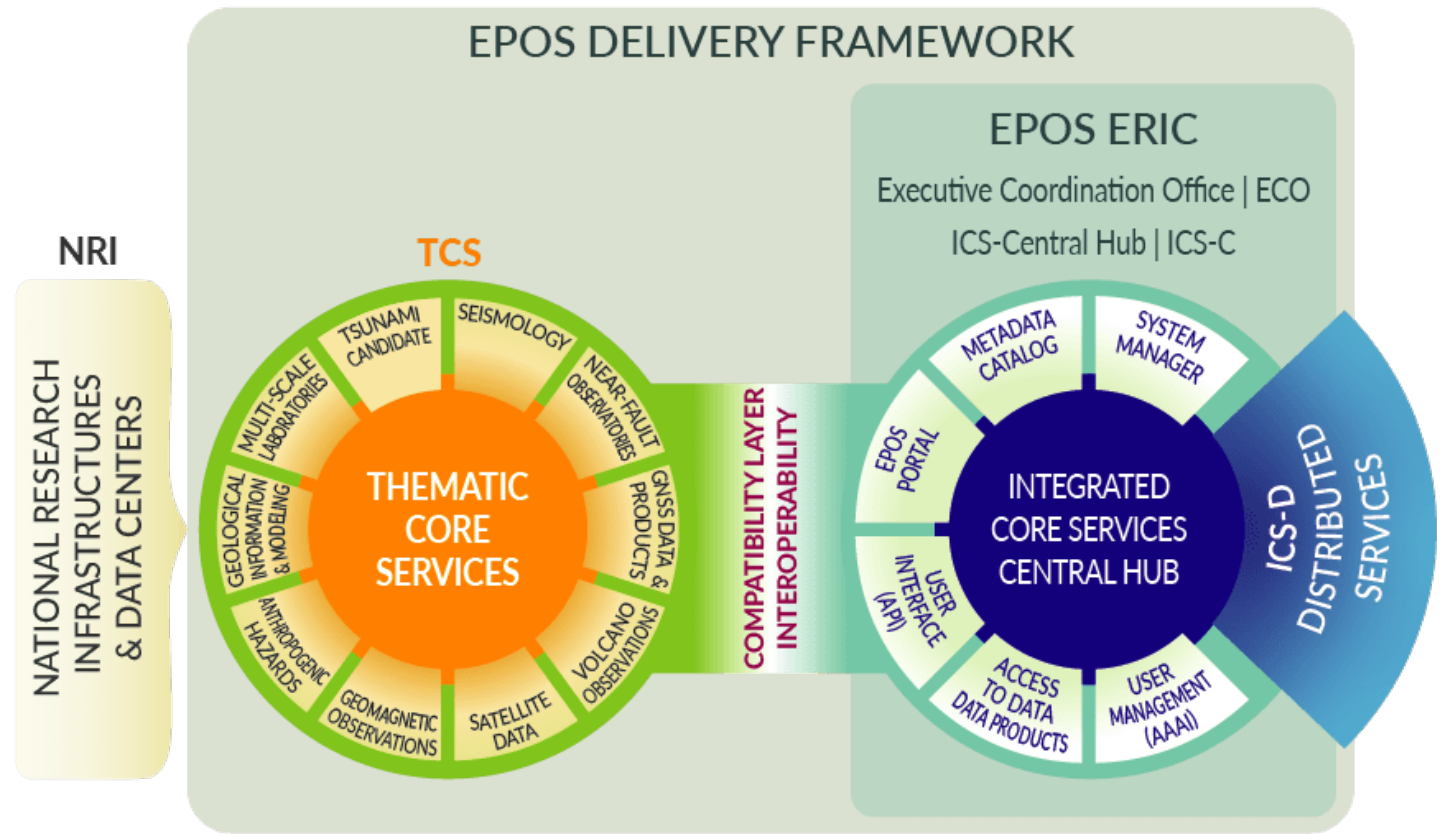 EPOS DELIVERY FRAMEWORK
EPOS ERIC
Executive Coordination Office | ECO
ICS-Central Hub | ICS-C
NRI
NATIONAL RESEARCH
INFRASTRUCTURES
& DATA CENTERS
TCS
TSUNAMI
CANDIDATE
SEISMOLOGY
NEAR-FAULT
OBSERVATORIES
GNSS DATA &
PRODUCTS
VOLCANO
OBSERVATIONS
SATELLITE
DATA
GEOMAGNETIC
OBSERVATIONS
ANTHROPOGENIC
HAZARDS
GEOLOGICAL
INFORMATION
& MODELING
MULTI-SCALE
LABORATORIES
THEMATIC
CORE
SERVICES
COMPATIBILITY LAYER
INTEROPERABILITY
METADATA
CATALOG
SYSTEM
MANAGER
EPOS
PORTAL
USER
INTERFACE
(API)
ACCESS
TO DATA
DATA PRODUCTS
USER
MANAGEMENT
(AAAI)
INTEGRATED
CORE SERVICES
CENTRAL HUB
ICS-D
DISTRIBUTED
SERVICES